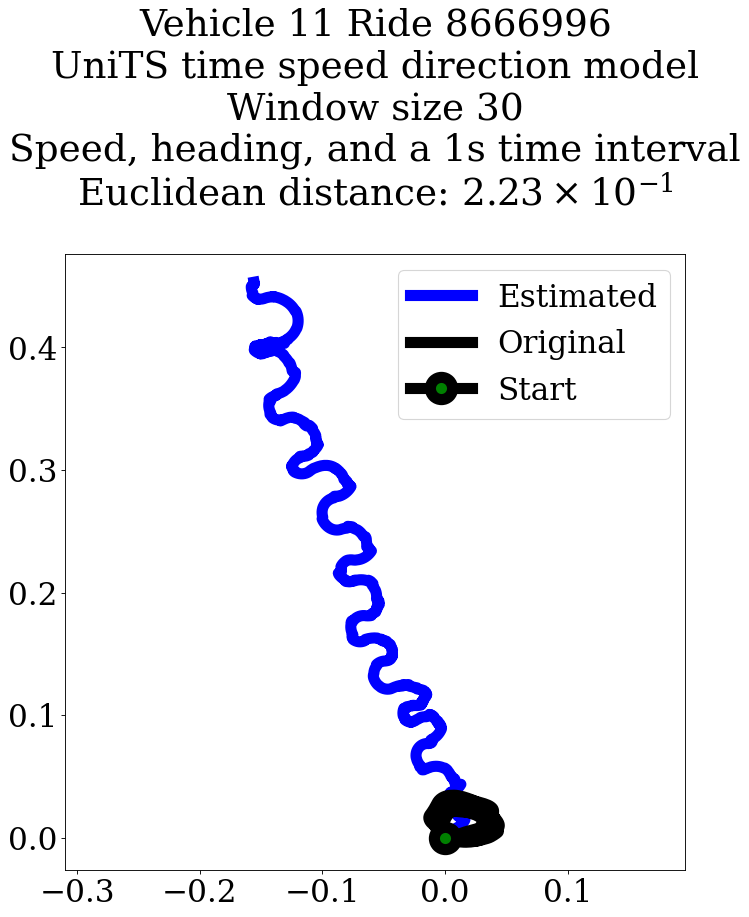 Vehicle 11 Ride 8666996
UniTS time speed direction model
Window size 30
Speed, heading, and a 1s time interval
Euclidean distance: 2.23 × 10⁻¹
Estimated
Original
Start
0.4
0.3
0.2
0.1
0.0
−0.3 −0.2 −0.1 0.0 0.1